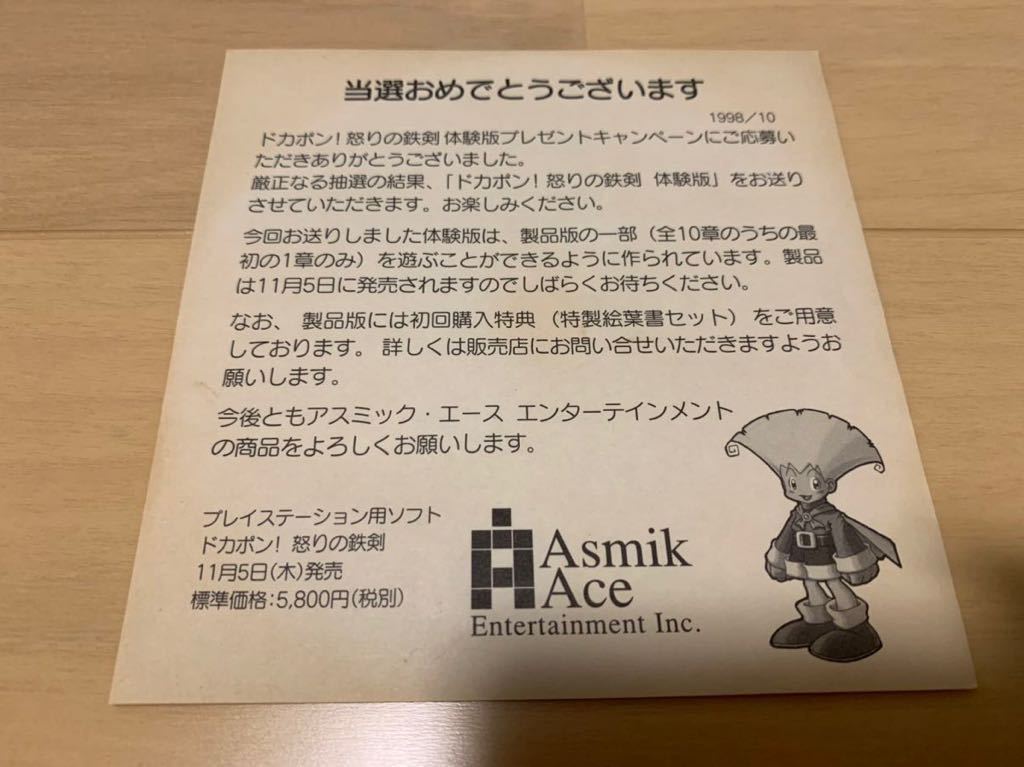 当選おめでとうございます
1998/10
ドカポン!怒りの鉄剣 体験版プレゼントキャンペーンにご応募い
ただきありがとうございました。
厳正なる抽選の結果、「ドカポン!怒りの鉄剣 体験版」をお送り
させていただきます。お楽しみください。
今回お送りしました体験版は、製品版の一部(全10章のうちの最
初の1章のみ)を遊ぶことができるように作られています。製品
は11月5日に発売されますのでしばらくお待ちください。
なお、 製品版には初回購入特典 (特製絵葉書セット) をご用意
しております。 詳しくは販売店にお問い合せいただきますようお
願いします。
今後ともアスミック・エース エンターテインメント
の商品をよろしくお願いします。
プレイステーション用ソフト
ドカポン! 怒りの鉄剣
11月5日(木)発売
標準価格:5,800円(税別)
Asmik
Ace
Entertainment Inc.